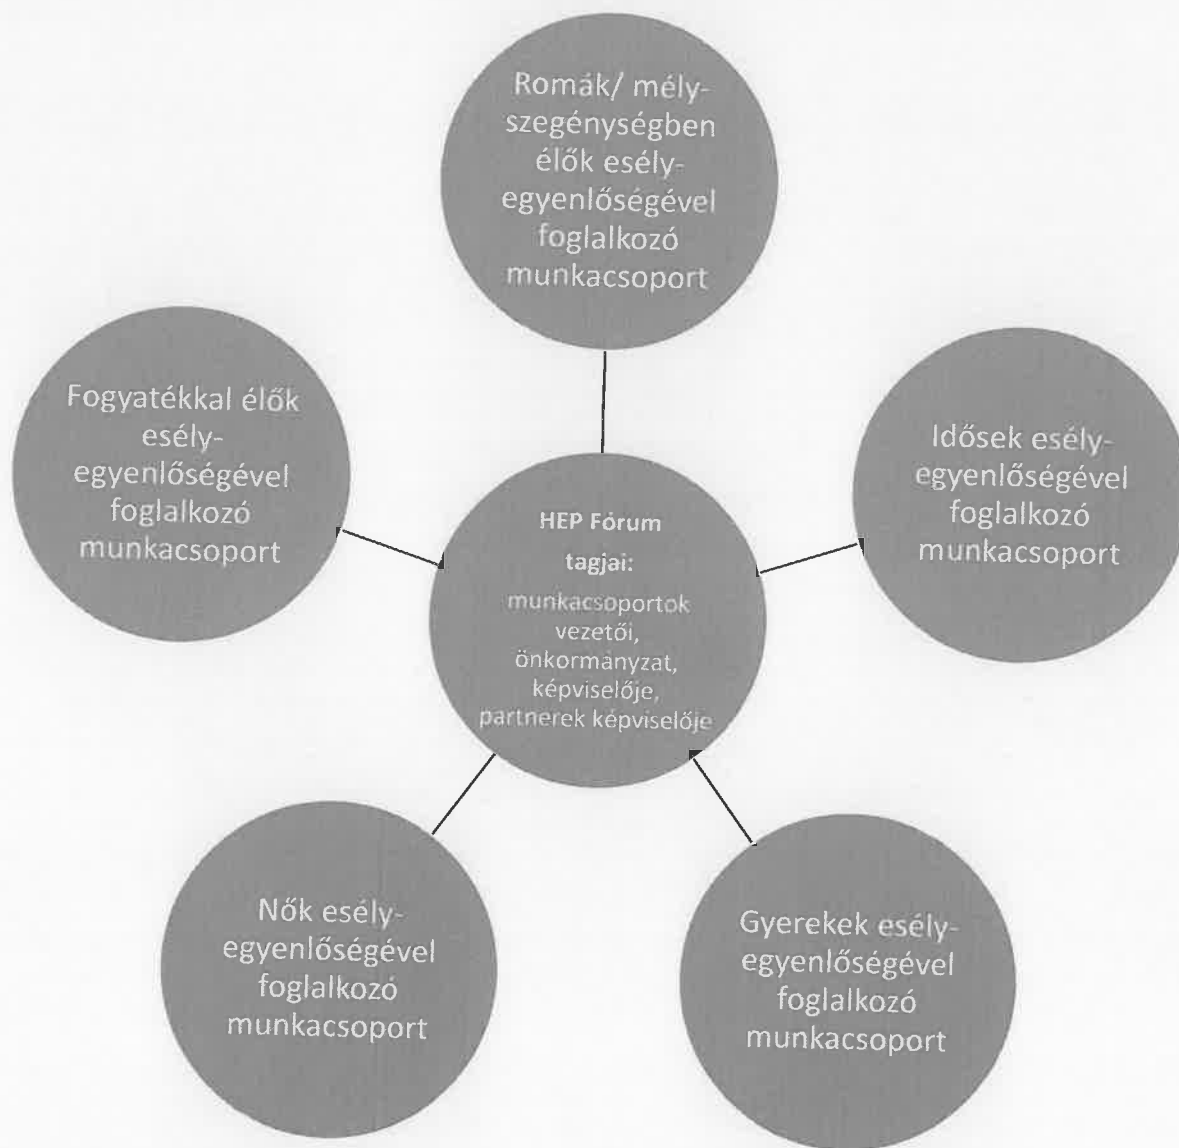 Romák/ mély-
szegénységben
élők esély-
egyenlőségével
foglalkozó
munkacsoport
Fogyatékkal élők
esély-
egyenlőségével
foglalkozó
munkacsoport
Idősek esély-
egyenlőségével
foglalkozó
munkacsoport
HEP Fórum
tagjai:
munkacsoportok
vezetői,
önkormányzat,
képviselője,
partnerek képviselője
Nők esély-
egyenlőségével
foglalkozó
munkacsoport
Gyerekek esély-
egyenlőségével
foglalkozó
munkacsoport